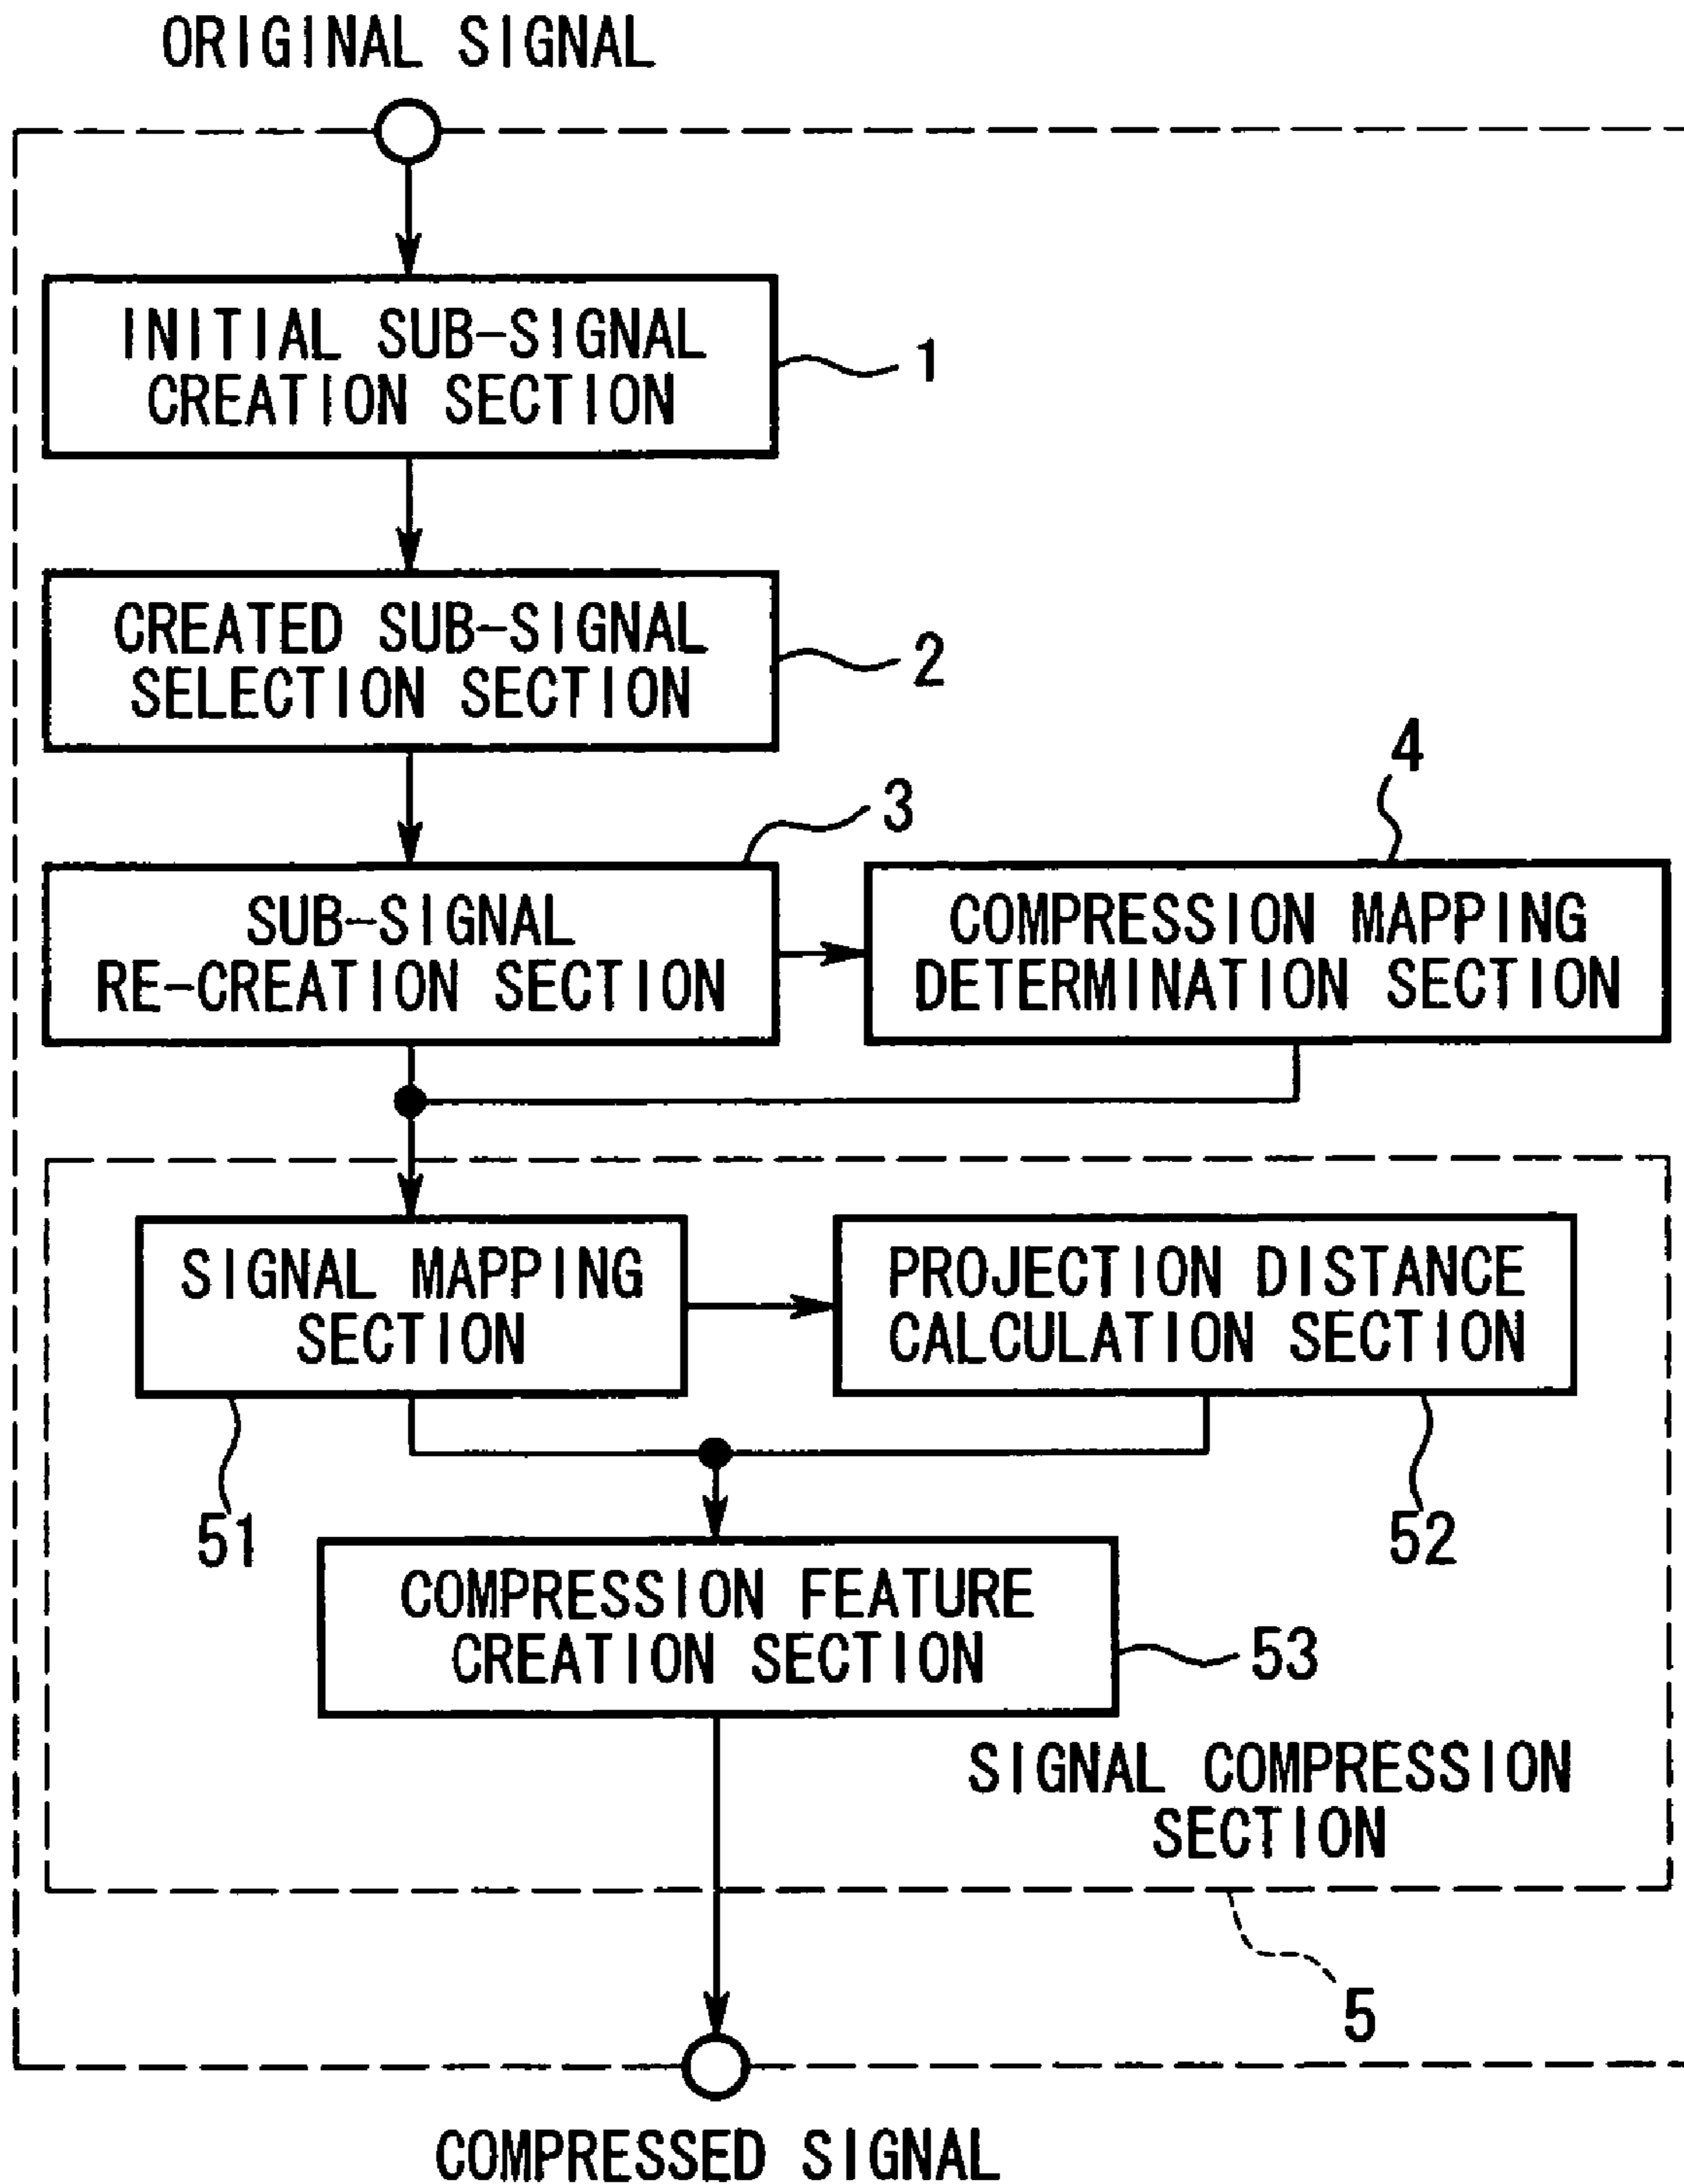 ORIGINAL SIGNAL
INITIAL SUB-SIGNAL
CREATION SECTION
1
CREATED SUB-SIGNAL
SELECTION SECTION
2
3
4
SUB-SIGNAL
RE-CREATION SECTION
COMPRESSION MAPPING
DETERMINATION SECTION
SIGNAL MAPPING
SECTION
PROJECTION DISTANCE
CALCULATION SECTION
51
52
COMPRESSION FEATURE
CREATION SECTION
53
SIGNAL COMPRESSION
SECTION
5
COMPRESSED SIGNAL